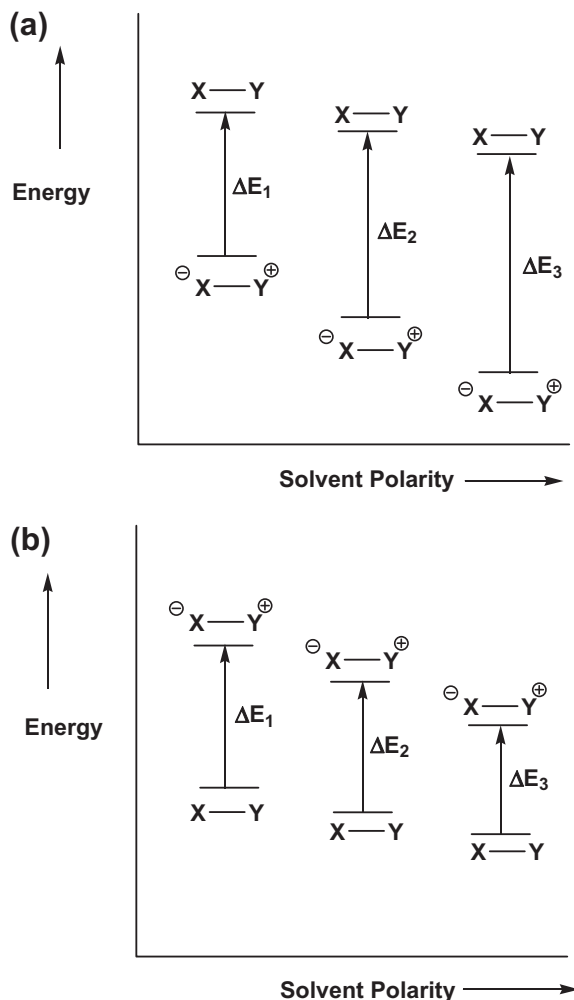 (a)
X—Y
X—Y
X—Y
Energy
ΔE₁
ΔE₂
ΔE₃
⊖ X—Y ⊕
⊖ X—Y ⊕
⊖ X—Y ⊕
Solvent Polarity
(b)
⊖ X—Y ⊕
⊖ X—Y ⊕
⊖ X—Y ⊕
Energy
ΔE₁
ΔE₂
ΔE₃
X—Y
X—Y
X—Y
Solvent Polarity